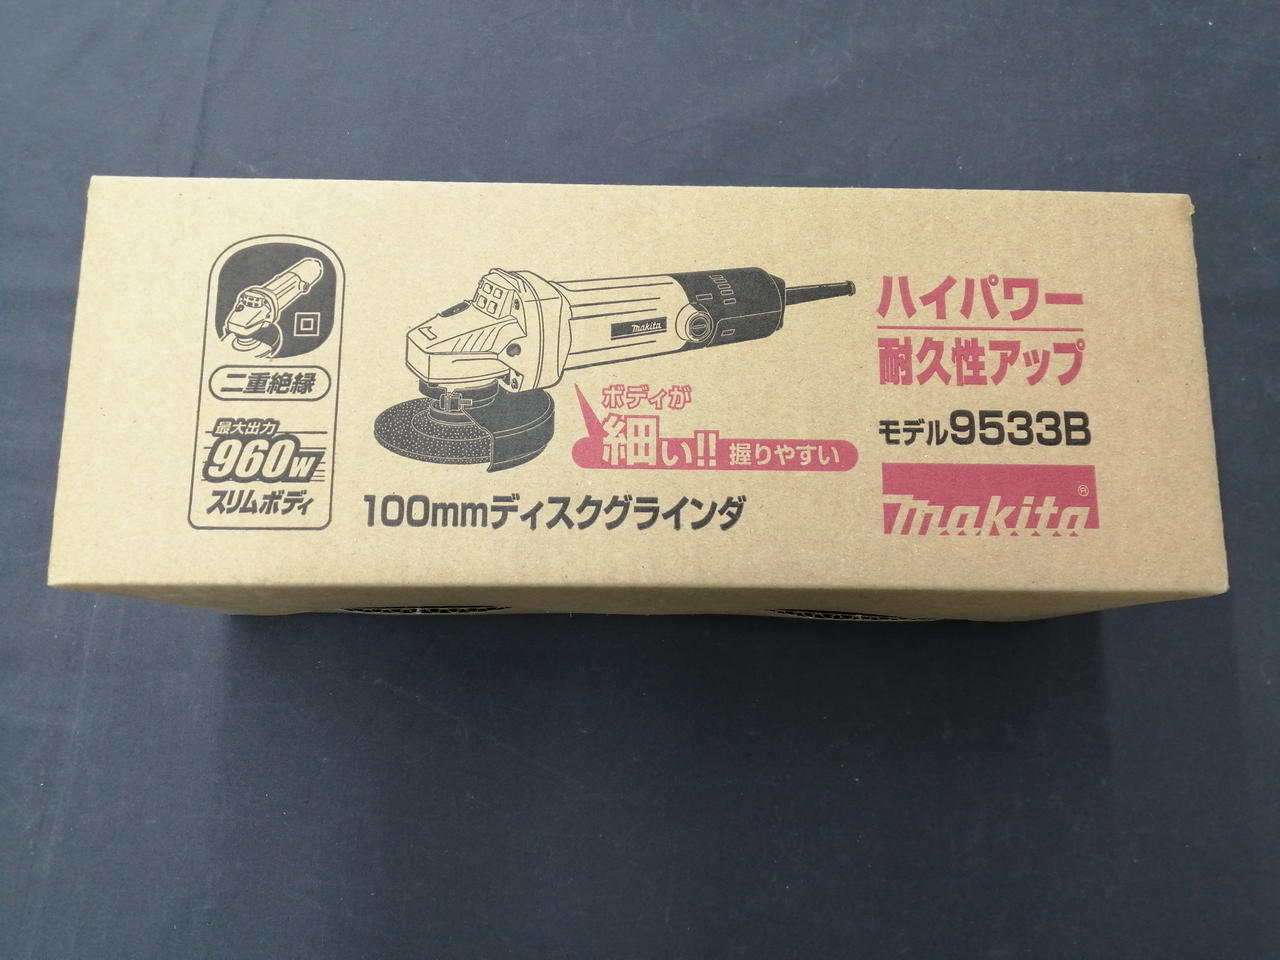 二重絶縁
最大出力
960W
スリムボディ
makita
ボディが
細い!! 握りやすい
100mmディスクグラインダ
ハイパワー
耐久性アップ
モデル9533B
makita®